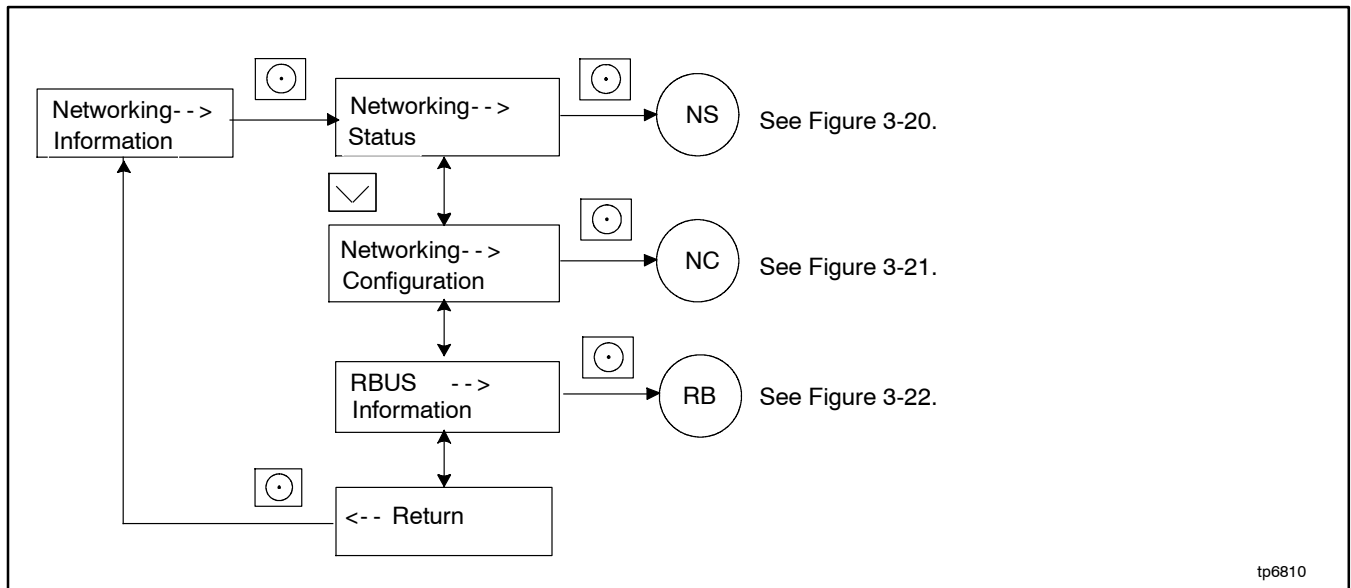 Networking-->
Information
Networking-->
Status
NS
See Figure 3-20.
Networking-->
Configuration
NC
See Figure 3-21.
RBUS -->
Information
RB
See Figure 3-22.
<-- Return
tp6810